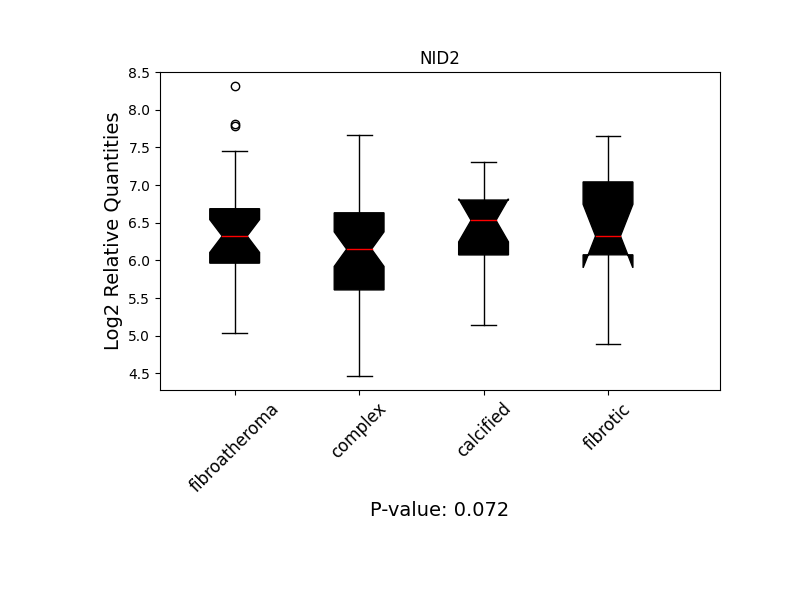 NID2
Log2 Relative Quantities
8.5
8.0
7.5
7.0
6.5
6.0
5.5
5.0
4.5
fibroatheroma
complex
calcified
fibrotic
P-value: 0.072